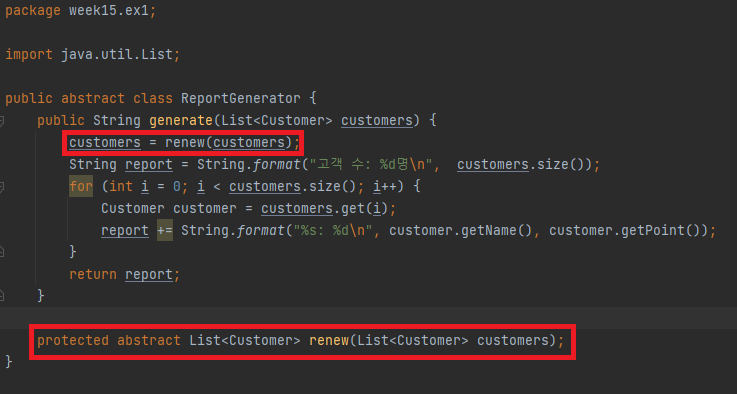 package week15.ex1;
import java.util.List;
public abstract class ReportGenerator {
public String generate(List<Customer> customers) {
customers = renew(customers);
String report = String.format("고객 수: %d명\n",  customers.size());
for (int i = 0; i < customers.size(); i++) {
Customer customer = customers.get(i);
report += String.format("%s: %d\n", customer.getName(), customer.getPoint());
}
return report;
}
protected abstract List<Customer> renew(List<Customer> customers);
}